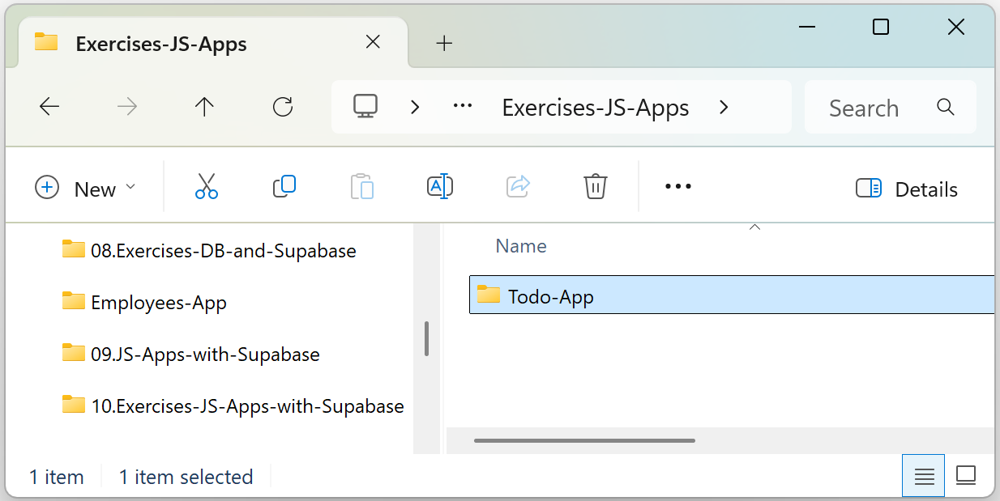 Exercises-JS-Apps
Exercises-JS-Apps
Search
New
Details
08.Exercises-DB-and-Supabase
Employees-App
09.JS-Apps-with-Supabase
10.Exercises-JS-Apps-with-Supabase
Name
Todo-App
1 item
1 item selected